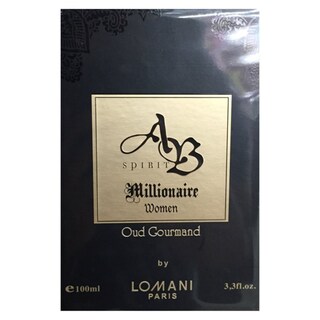 AB
SPIRIT
Millionaire
Women
Oud Gourmand
by
LOMANI
PARIS
e100ml
3,3fl.oz.